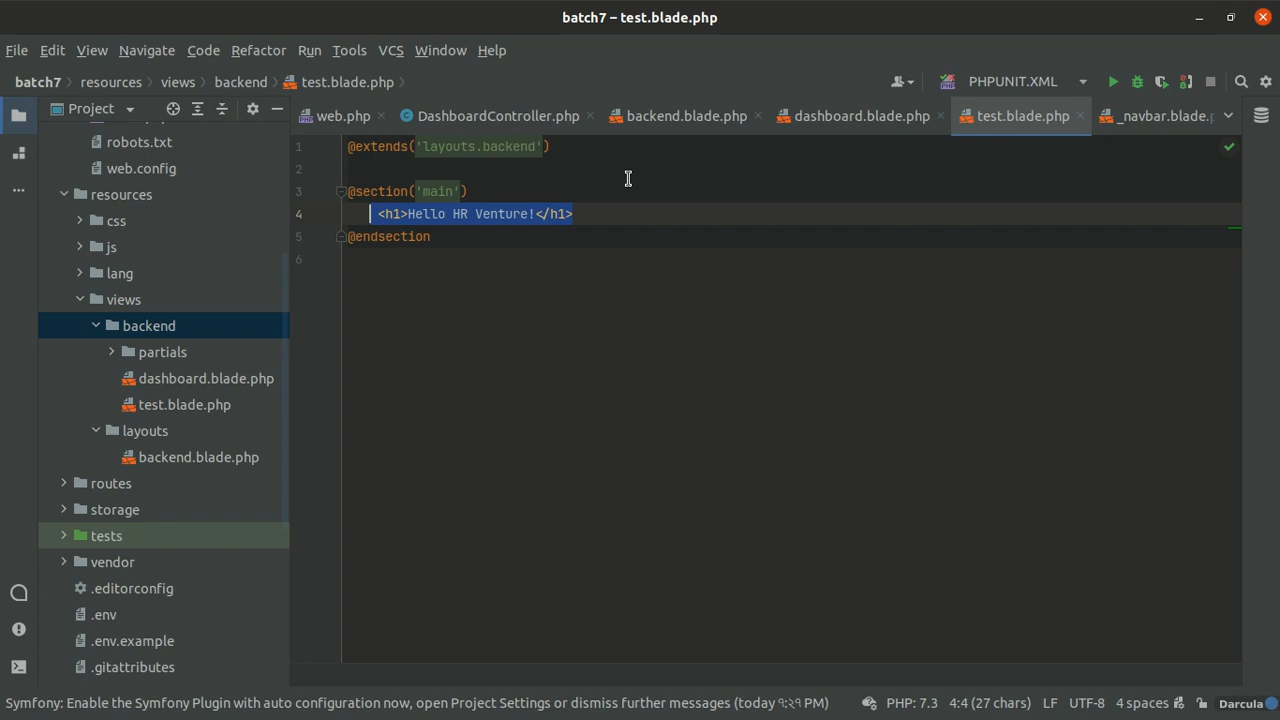 batch7 – test.blade.php
File Edit View Navigate Code Refactor Run Tools VCS Window Help
batch7 resources views backend test.blade.php PHPUNIT.XML
Project web.php DashboardController.php backend.blade.php dashboard.blade.php test.blade.php _navbar.blade.
robots.txt
web.config
resources
css
js
lang
views
backend
partials
dashboard.blade.php
test.blade.php
layouts
backend.blade.php
routes
storage
tests
vendor
.editorconfig
.env
.env.example
.gitattributes
1 @extends('layouts.backend')
2
3 @section('main')
4 <h1>Hello HR Venture!</h1>
5 @endsection
6
Symfony: Enable the Symfony Plugin with auto configuration now, open Project Settings or dismiss further messages (today ৭:২৭ PM) PHP: 7.3 4:4 (27 chars) LF UTF-8 4 spaces Darcula